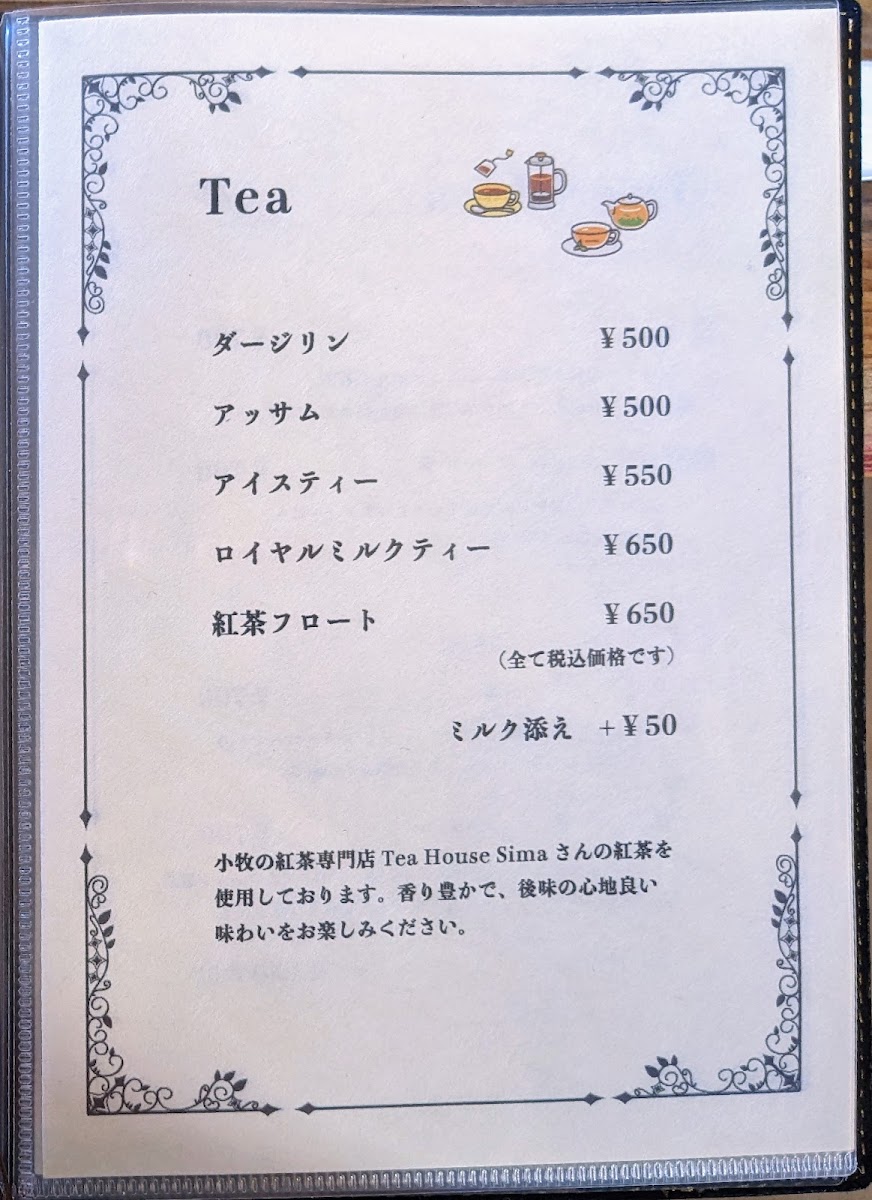 Tea
ダージリン ¥500
アッサム ¥500
アイスティー ¥550
ロイヤルミルクティー ¥650
紅茶フロート ¥650
(全て税込価格です)
ミルク添え +¥50
小牧の紅茶専門店 Tea House Sima さんの紅茶を
使用しております。香り豊かで、後味の心地良い
味わいをお楽しみください。